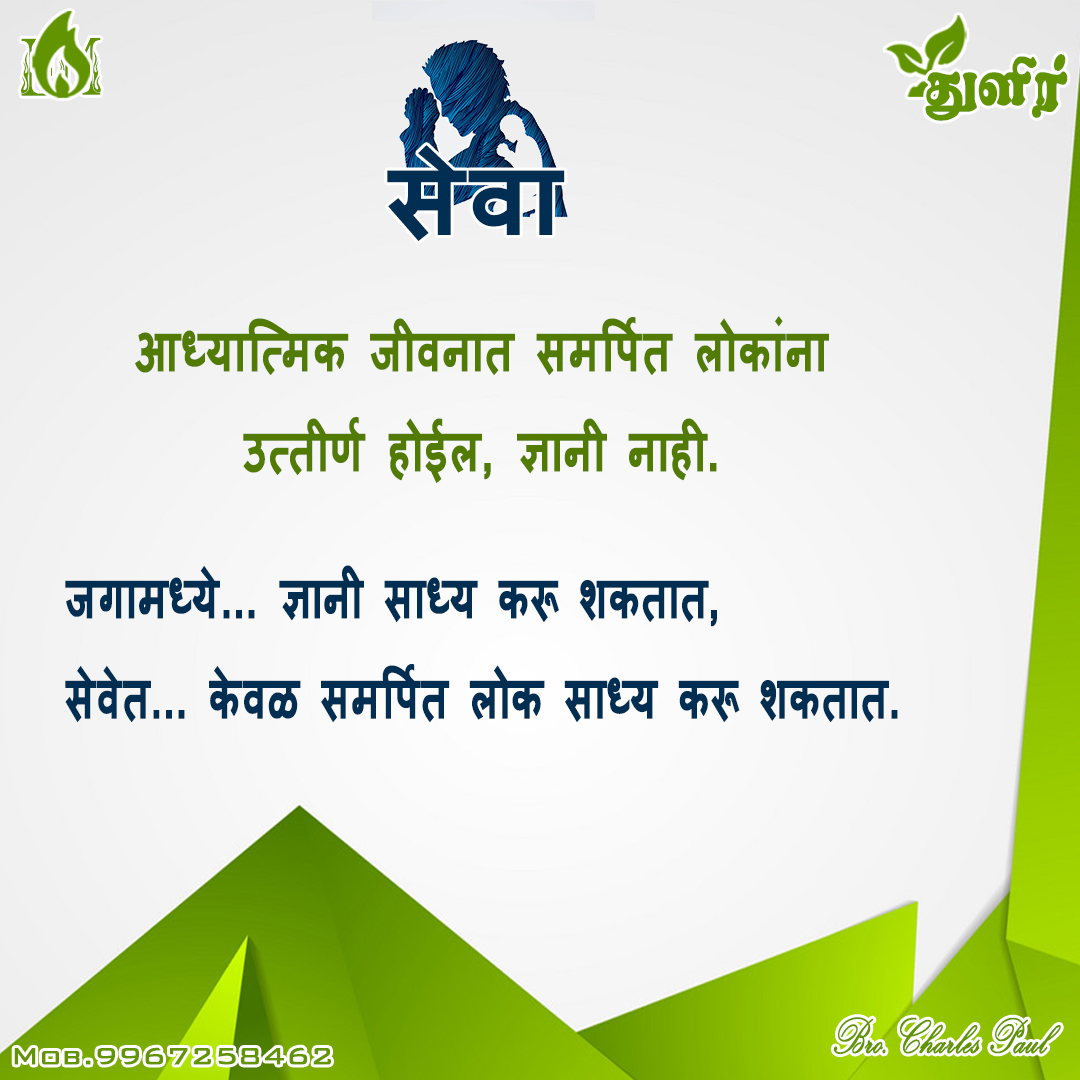 துளிர்
सेवा
आध्यात्मिक जीवनात समर्पित लोकांना
उत्तीर्ण होईल, ज्ञानी नाही.
जगामध्ये... ज्ञानी साध्य करू शकतात,
सेवेत... केवळ समर्पित लोक साध्य करू शकतात.
Mob.9967258462
Bro. Charles Paul